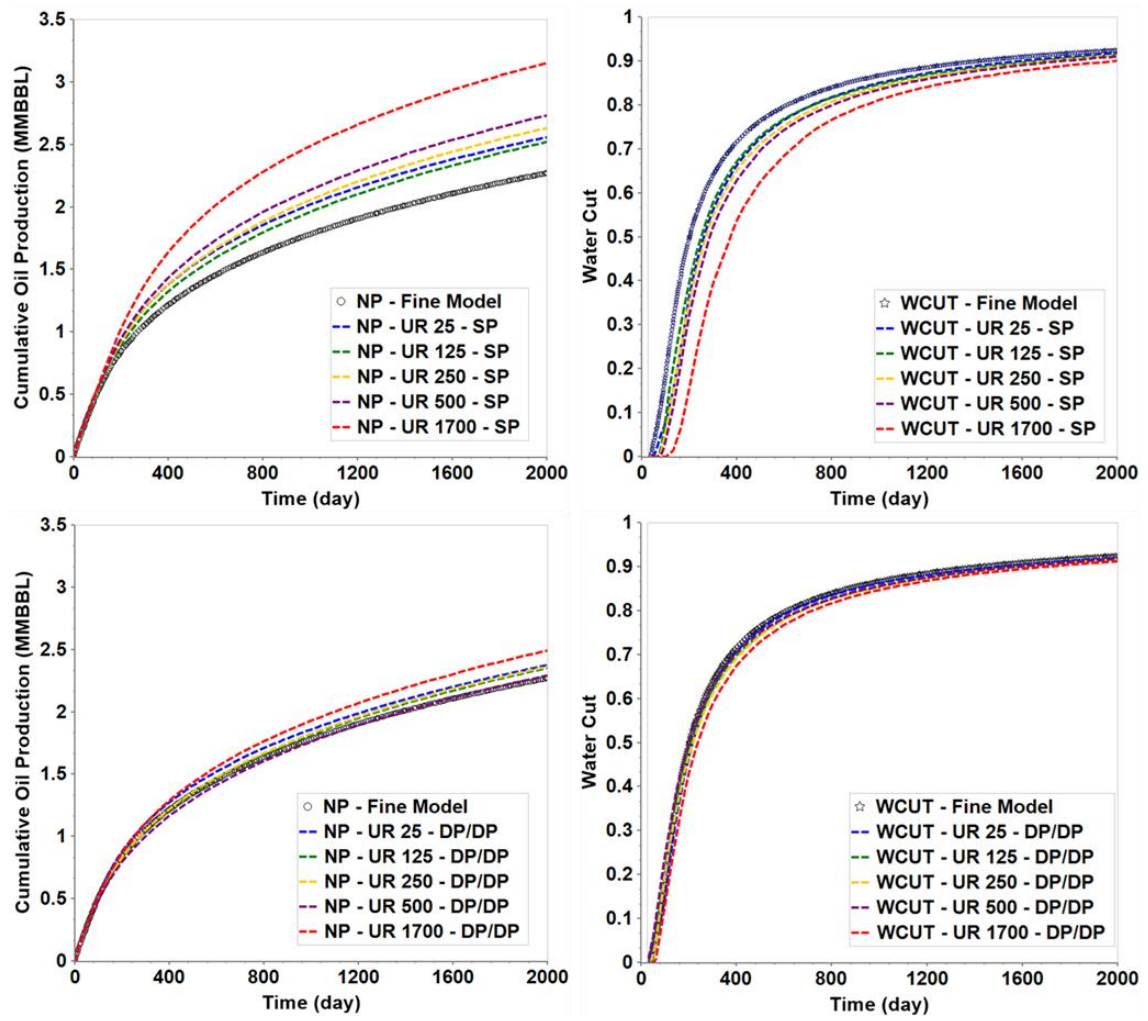 3.5
3
2.5
2
1.5
1
0.5
0
Cumulative Oil Production (MMBBL)
NP - Fine Model
NP - UR 25 - SP
NP - UR 125 - SP
NP - UR 250 - SP
NP - UR 500 - SP
NP - UR 1700 - SP
0 400 800 1200 1600 2000
Time (day)
1
0.9
0.8
0.7
0.6
0.5
0.4
0.3
0.2
0.1
0
Water Cut
WCUT - Fine Model
WCUT - UR 25 - SP
WCUT - UR 125 - SP
WCUT - UR 250 - SP
WCUT - UR 500 - SP
WCUT - UR 1700 - SP
0 400 800 1200 1600 2000
Time (day)
3.5
3
2.5
2
1.5
1
0.5
0
Cumulative Oil Production (MMBBL)
NP - Fine Model
NP - UR 25 - DP/DP
NP - UR 125 - DP/DP
NP - UR 250 - DP/DP
NP - UR 500 - DP/DP
NP - UR 1700 - DP/DP
0 400 800 1200 1600 2000
Time (day)
1
0.9
0.8
0.7
0.6
0.5
0.4
0.3
0.2
0.1
0
Water Cut
WCUT - Fine Model
WCUT - UR 25 - DP/DP
WCUT - UR 125 - DP/DP
WCUT - UR 250 - DP/DP
WCUT - UR 500 - DP/DP
WCUT - UR 1700 - DP/DP
0 400 800 1200 1600 2000
Time (day)